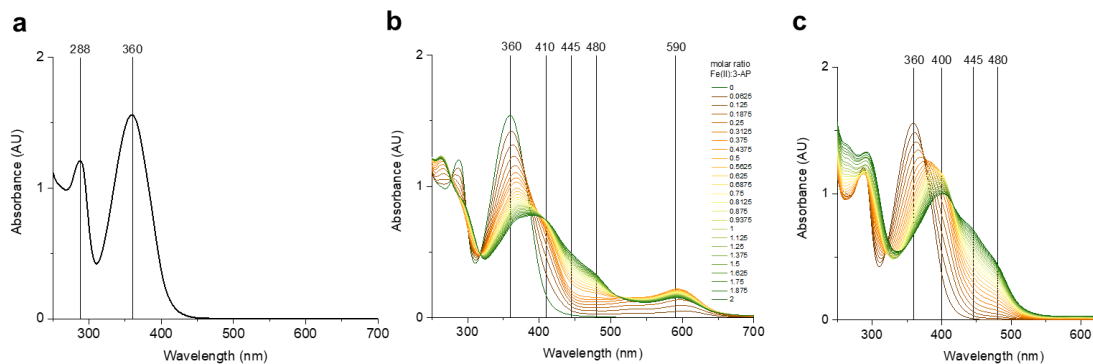 a
288 360
2
1
0
Absorbance (AU)
300 400 500 600 700
Wavelength (nm)
b
360 410 445 480 590
2
1
0
Absorbance (AU)
300 400 500 600 700
Wavelength (nm)
molar ratio
Fe(II):3-AP
0
0.0625
0.125
0.1875
0.25
0.3125
0.375
0.4375
0.5
0.5625
0.625
0.6875
0.75
0.8125
0.875
0.9375
1
1.125
1.25
1.375
1.5
1.625
1.75
1.875
2
c
360 400 445 480
2
1
0
Absorbance (AU)
300 400 500 600
Wavelength (nm)